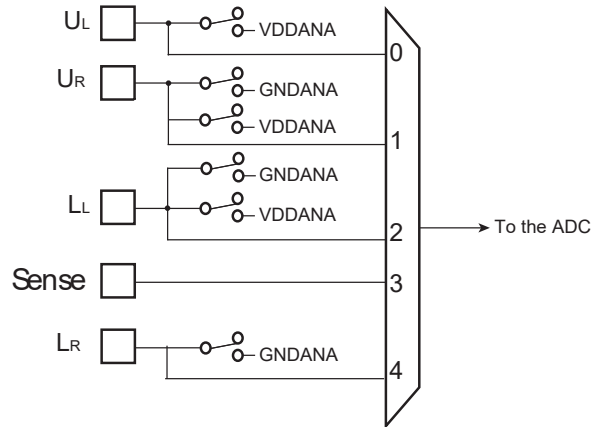 UL
VDDANA
0
UR
GNDANA
VDDANA
1
GNDANA
LL
VDDANA
2
To the ADC
Sense
3
LR
GNDANA
4